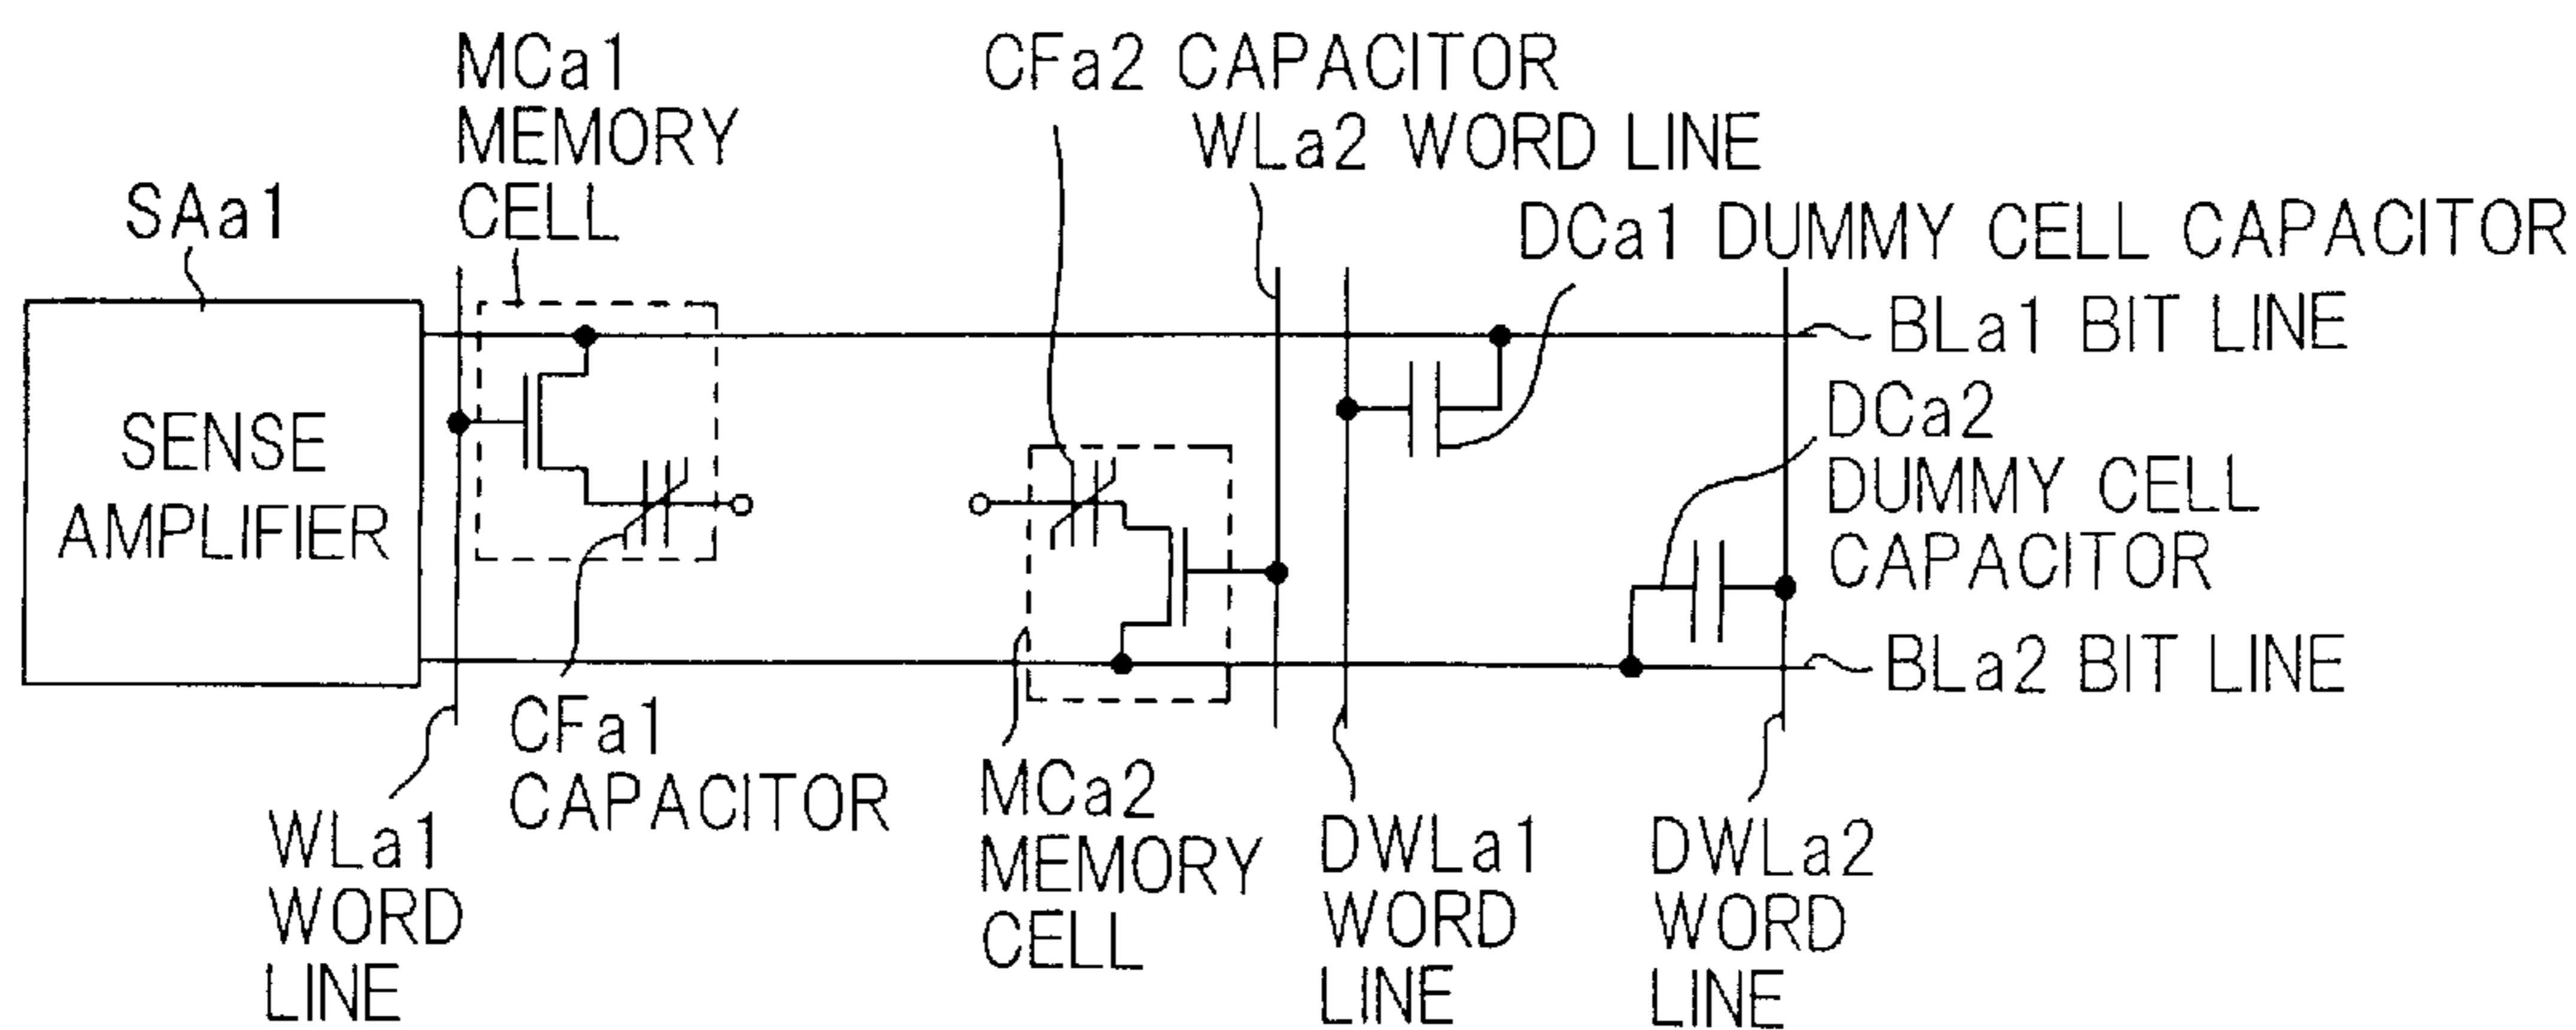 MCa1
MEMORY
CELL
CFa2 CAPACITOR
WLa2 WORD LINE
SAa1
DCa1 DUMMY CELL CAPACITOR
BLa1 BIT LINE
SENSE
AMPLIFIER
DCa2
DUMMY CELL
CAPACITOR
BLa2 BIT LINE
CFa1
CAPACITOR
WLa1
WORD
LINE
MCa2
MEMORY
CELL
DWLa1
WORD
LINE
DWLa2
WORD
LINE